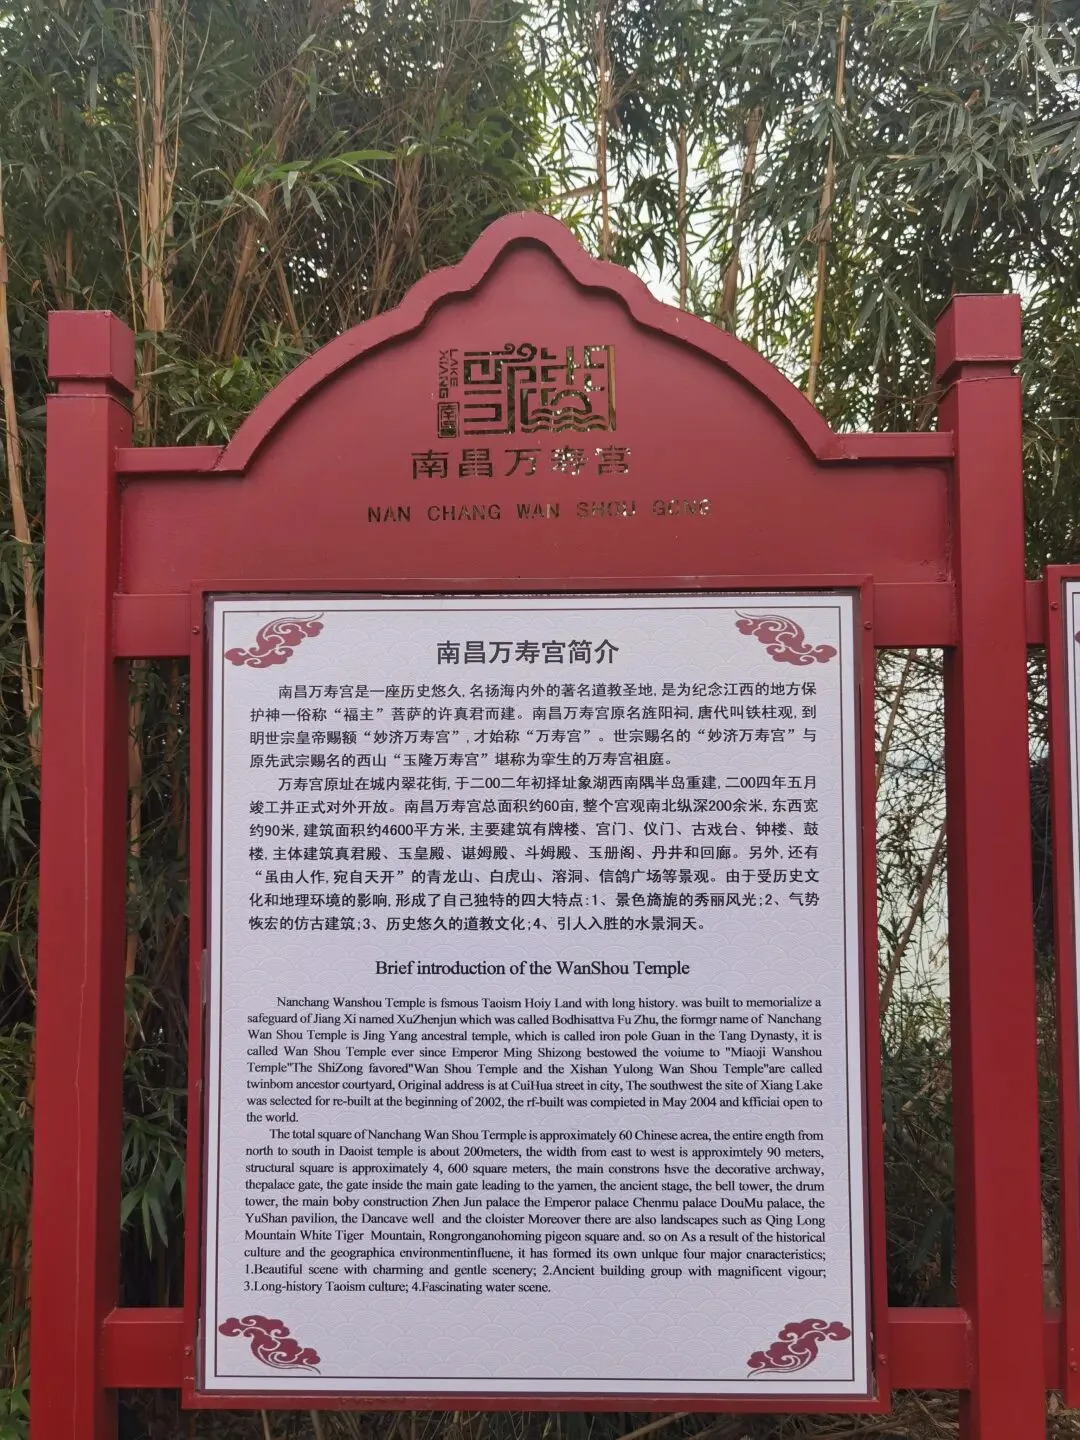 LAKE
XIANG
南昌
南昌万寿宫
NAN CHANG WAN SHOU GONG
南昌万寿宫简介
南昌万寿宫是一座历史悠久,名扬海内外的著名道教圣地,是为纪念江西的地方保
护神一俗称“福主”菩萨的许真君而建。南昌万寿宫原名旌阳祠,唐代叫铁柱观,到
明世宗皇帝赐额“妙济万寿宫”,才始称“万寿宫”。世宗赐名的“妙济万寿宫”与
原先武宗赐名的西山“玉隆万寿宫”堪称为孪生的万寿宫祖庭。
万寿宫原址在城内翠花街,于二00二年初择址象湖西南隅半岛重建,二00四年五月
竣工并正式对外开放。南昌万寿宫总面积约60亩,整个宫观南北纵深200余米,东西宽
约90米,建筑面积约4600平方米,主要建筑有牌楼、宫门、仪门、古戏台、钟楼、鼓
楼,主体建筑真君殿、玉皇殿、谌姆殿、斗姆殿、玉册阁、丹井和回廊。另外,还有
“虽由人作,宛自天开”的青龙山、白虎山、溶洞、信鸽广场等景观。由于受历史文
化和地理环境的影响,形成了自己独特的四大特点:1、景色旖旎的秀丽风光;2、气势
恢宏的仿古建筑;3、历史悠久的道教文化;4、引人入胜的水景洞天。
Brief introduction of the WanShou Temple
Nanchang Wanshou Temple is fsmous Taoism Hoiy Land with long history. was built to memorialize a
safeguard of Jiang Xi named XuZhenjun which was called Bodhisattva Fu Zhu, the formgr name of Nanchang
Wan Shou Temple is Jing Yang ancestral temple, which is called iron pole Guan in the Tang Dynasty, it is
called Wan Shou Temple ever since Emperor Ming Shizong bestowed the voiume to "Miaoji Wanshou
Temple"The ShiZong favored"Wan Shou Temple and the Xishan Yulong Wan Shou Temple"are called
twinbom ancestor courtyard, Original address is at CuiHua street in city, The southwest the site of Xiang Lake
was selected for re-built at the beginning of 2002, the rf-built was compieted in May 2004 and kfficiai open to
the world.
The total square of Nanchang Wan Shou Termple is approximately 60 Chinese acrea, the entire ength from
north to south in Daoist temple is about 200meters, the width from east to west is approximtely 90 meters,
structural square is approximately 4, 600 square meters, the main constrons hsve the decorative archway,
thepalace gate, the gate inside the main gate leading to the yamen, the ancient stage, the bell tower, the drum
tower, the main boby construction Zhen Jun palace the Emperor palace Chenmu palace DouMu palace, the
YuShan pavilion, the Dancave well and the cloister Moreover there are also landscapes such as Qing Long
Mountain White Tiger Mountain, Rongronganohoming pigeon square and. so on As a result of the historical
culture and the geographica environmentinfluene, it has formed its own unlque four major cnaracteristics;
1.Beautiful scene with charming and gentle scenery; 2.Ancient building group with magnificent vigour;
3.Long-history Taoism culture; 4.Fascinating water scene.